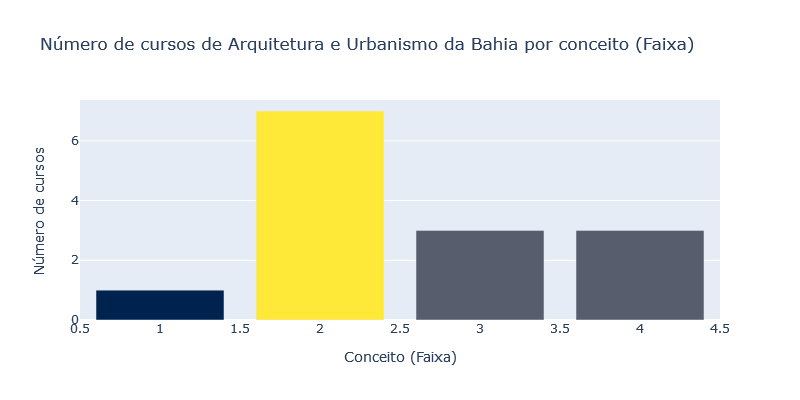 Número de cursos de Arquitetura e Urbanismo da Bahia por conceito (Faixa)
Número de cursos
6
4
2
0
0.5 1 1.5 2 2.5 3 3.5 4 4.5
Conceito (Faixa)